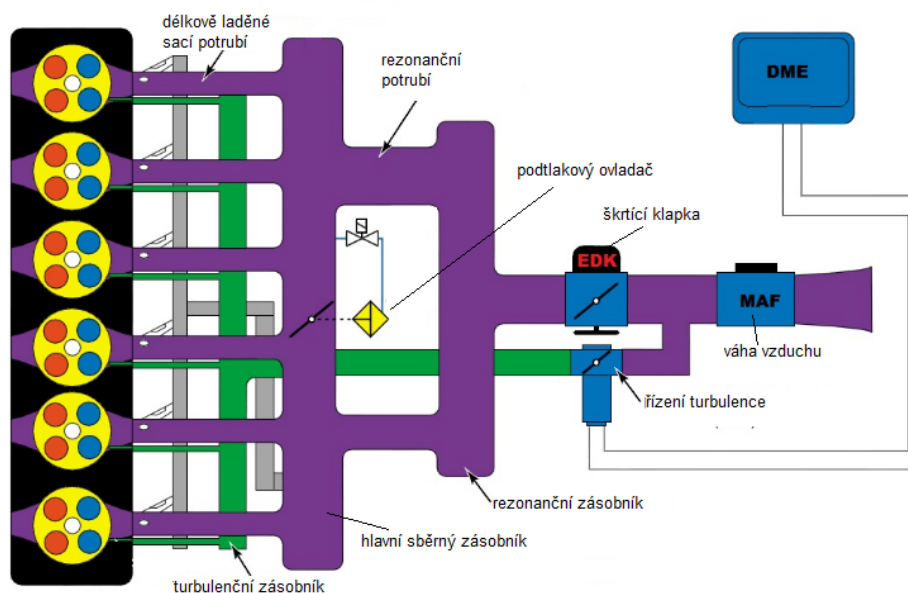 délkově laděné
sací potrubí
rezonanční
potrubí
DME
podtlakový ovladač
škrtící klapka
EDK
MAF
váha vzduchu
řízení turbulence
rezonanční zásobník
hlavní sběrný zásobník
turbulenční zásobník